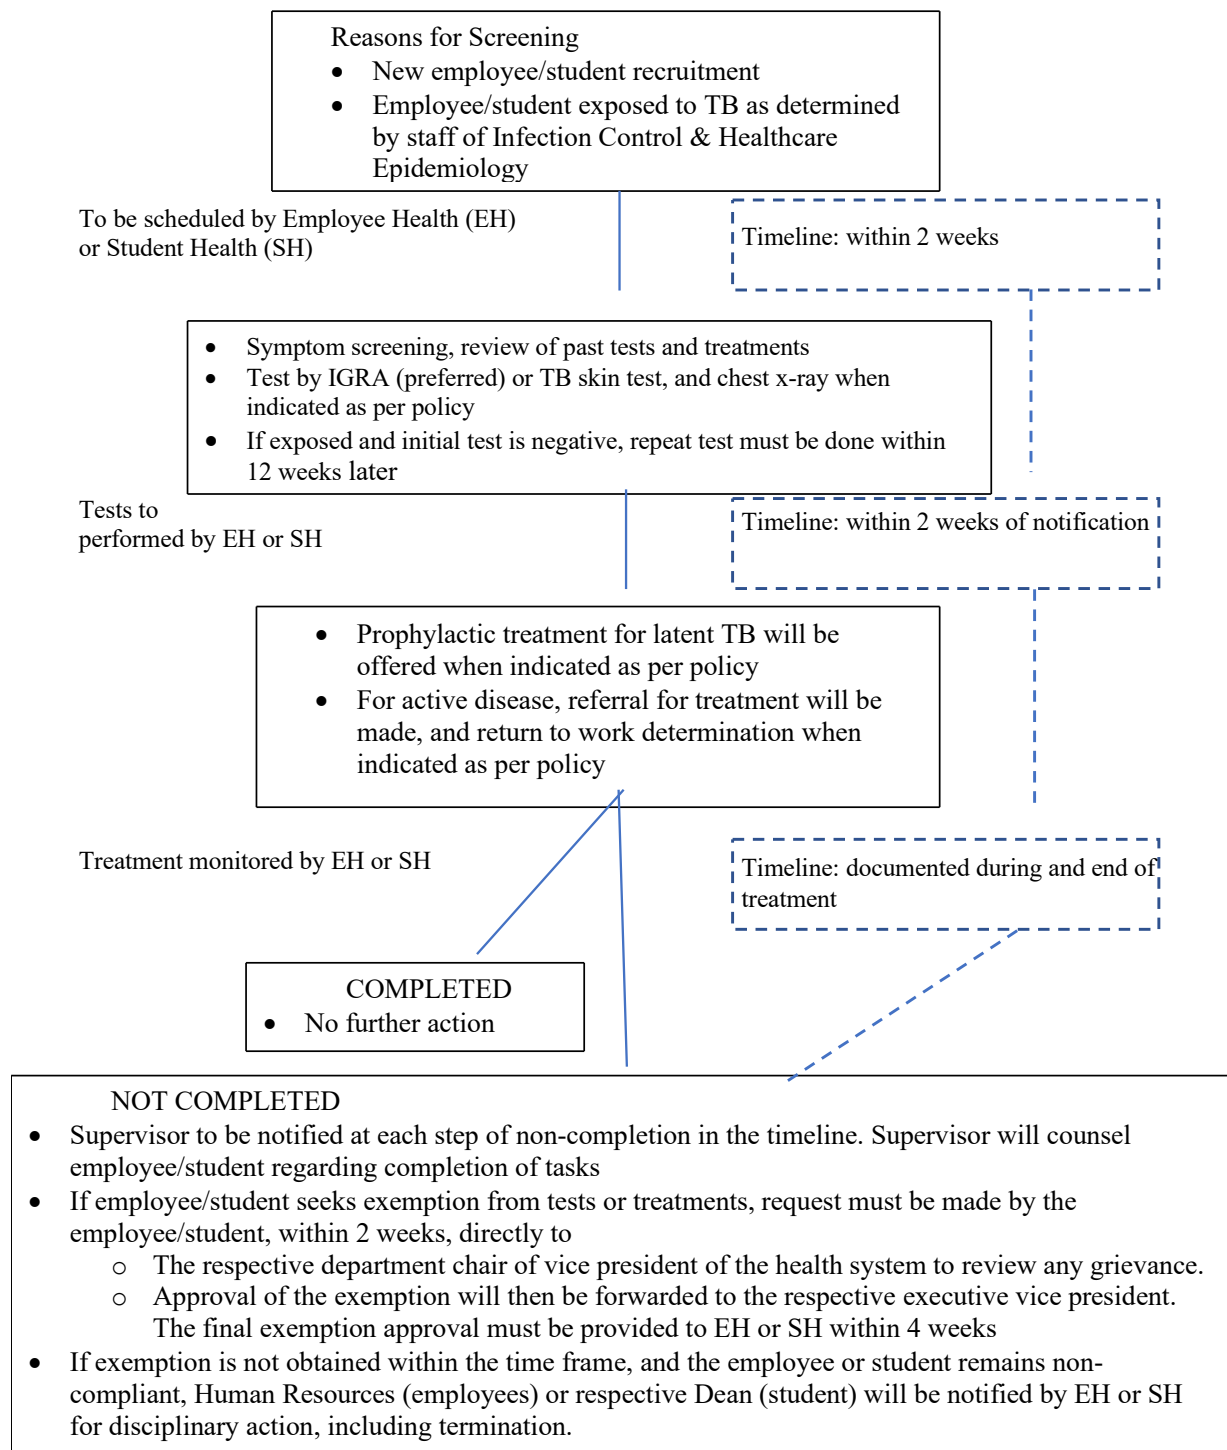 Reasons for Screening
• New employee/student recruitment
• Employee/student exposed to TB as determined
by staff of Infection Control & Healthcare
Epidemiology
To be scheduled by Employee Health (EH)
or Student Health (SH)
Timeline: within 2 weeks
• Symptom screening, review of past tests and treatments
• Test by IGRA (preferred) or TB skin test, and chest x-ray when
indicated as per policy
• If exposed and initial test is negative, repeat test must be done within
12 weeks later
Tests to
performed by EH or SH
Timeline: within 2 weeks of notification
• Prophylactic treatment for latent TB will be
offered when indicated as per policy
• For active disease, referral for treatment will be
made, and return to work determination when
indicated as per policy
Treatment monitored by EH or SH
Timeline: documented during and end of
treatment
COMPLETED
• No further action
NOT COMPLETED
• Supervisor to be notified at each step of non-completion in the timeline. Supervisor will counsel
employee/student regarding completion of tasks
• If employee/student seeks exemption from tests or treatments, request must be made by the
employee/student, within 2 weeks, directly to
o The respective department chair of vice president of the health system to review any grievance.
o Approval of the exemption will then be forwarded to the respective executive vice president.
The final exemption approval must be provided to EH or SH within 4 weeks
• If exemption is not obtained within the time frame, and the employee or student remains non-
compliant, Human Resources (employees) or respective Dean (student) will be notified by EH or SH
for disciplinary action, including termination.